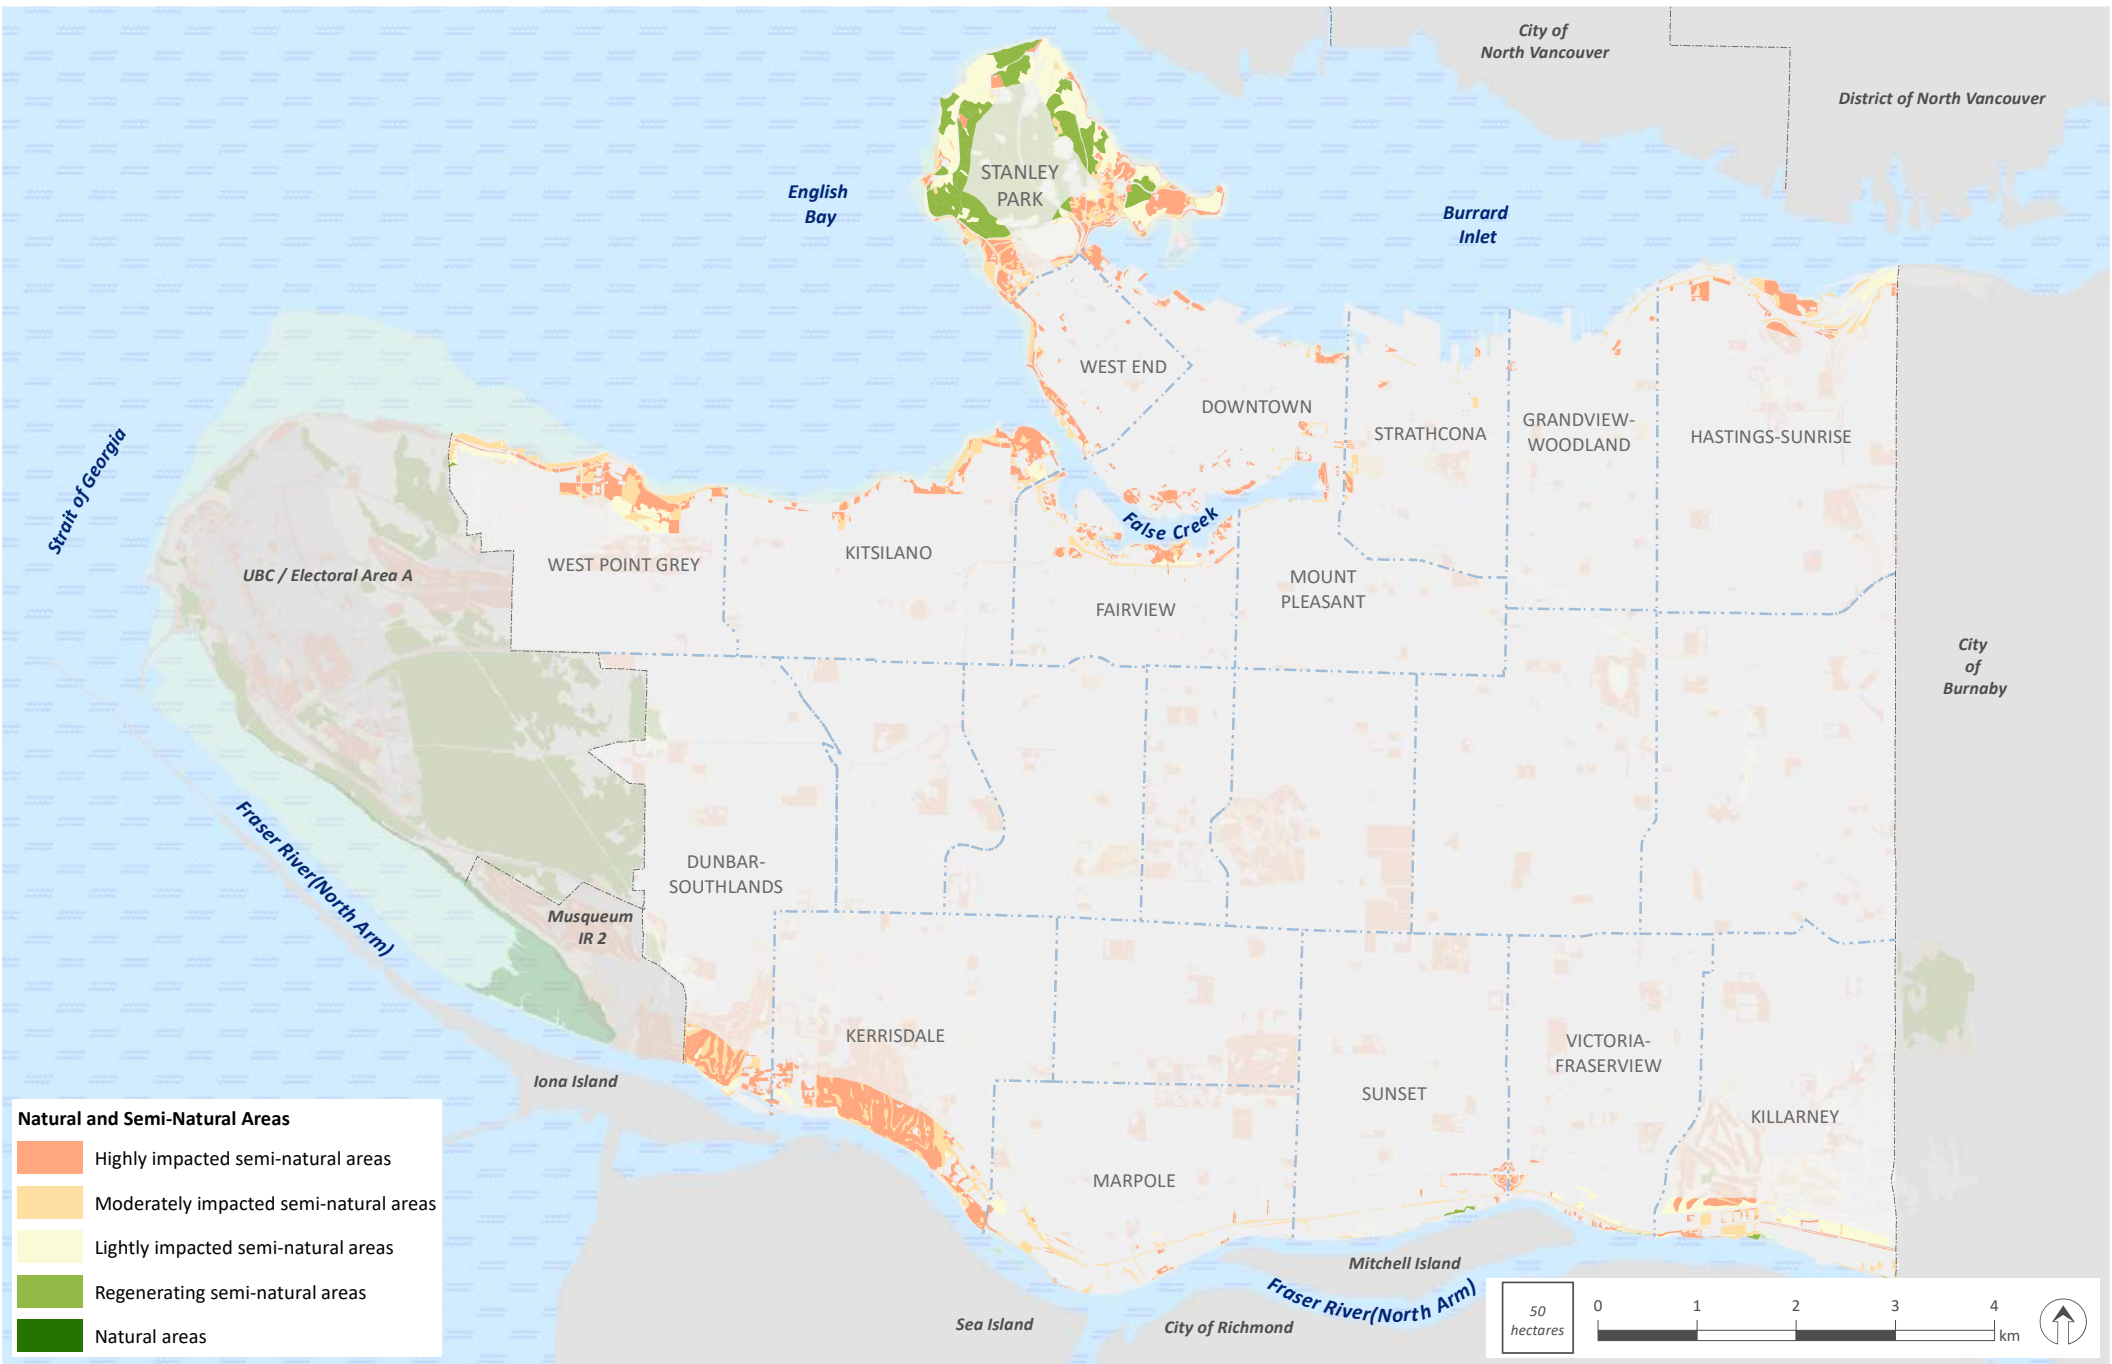 City of
North Vancouver
District of North Vancouver
STANLEY
PARK
English
Bay
Burrard
Inlet
WEST END
DOWNTOWN
STRATHCONA
GRANDVIEW-
WOODLAND
HASTINGS-SUNRISE
Strait of Georgia
False Creek
UBC / Electoral Area A
WEST POINT GREY
KITSILANO
FAIRVIEW
MOUNT
PLEASANT
City
of
Burnaby
Fraser River(North Arm)
DUNBAR-
SOUTHLANDS
Musqueum
IR 2
KERRISDALE
VICTORIA-
FRASERVIEW
Iona Island
SUNSET
KILLARNEY
MARPOLE
Mitchell Island
Fraser River(North Arm)
Sea Island
City of Richmond
Natural and Semi-Natural Areas
Highly impacted semi-natural areas
Moderately impacted semi-natural areas
Lightly impacted semi-natural areas
Regenerating semi-natural areas
Natural areas
50
hectares
0 1 2 3 4
km